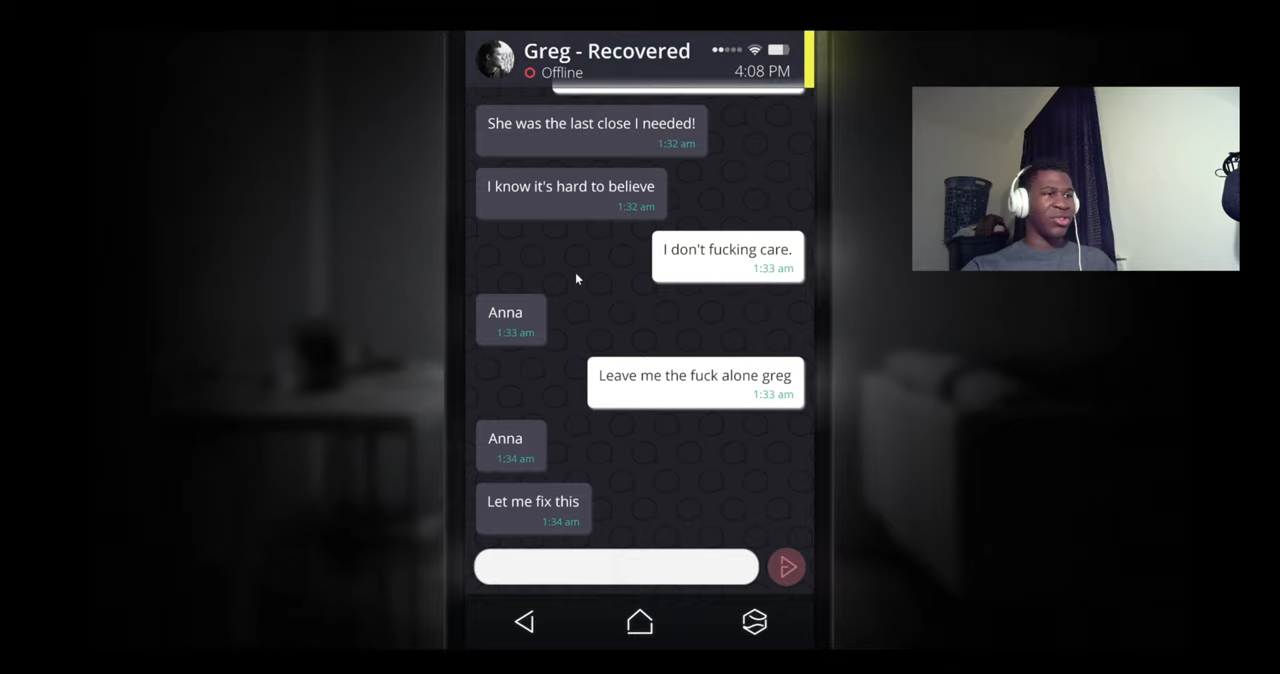 Greg - Recovered
Offline
4:08 PM
She was the last close I needed!
1:32 am
I know it's hard to believe
1:32 am
I don't fucking care.
1:33 am
Anna
1:33 am
Leave me the fuck alone greg
1:33 am
Anna
1:34 am
Let me fix this
1:34 am